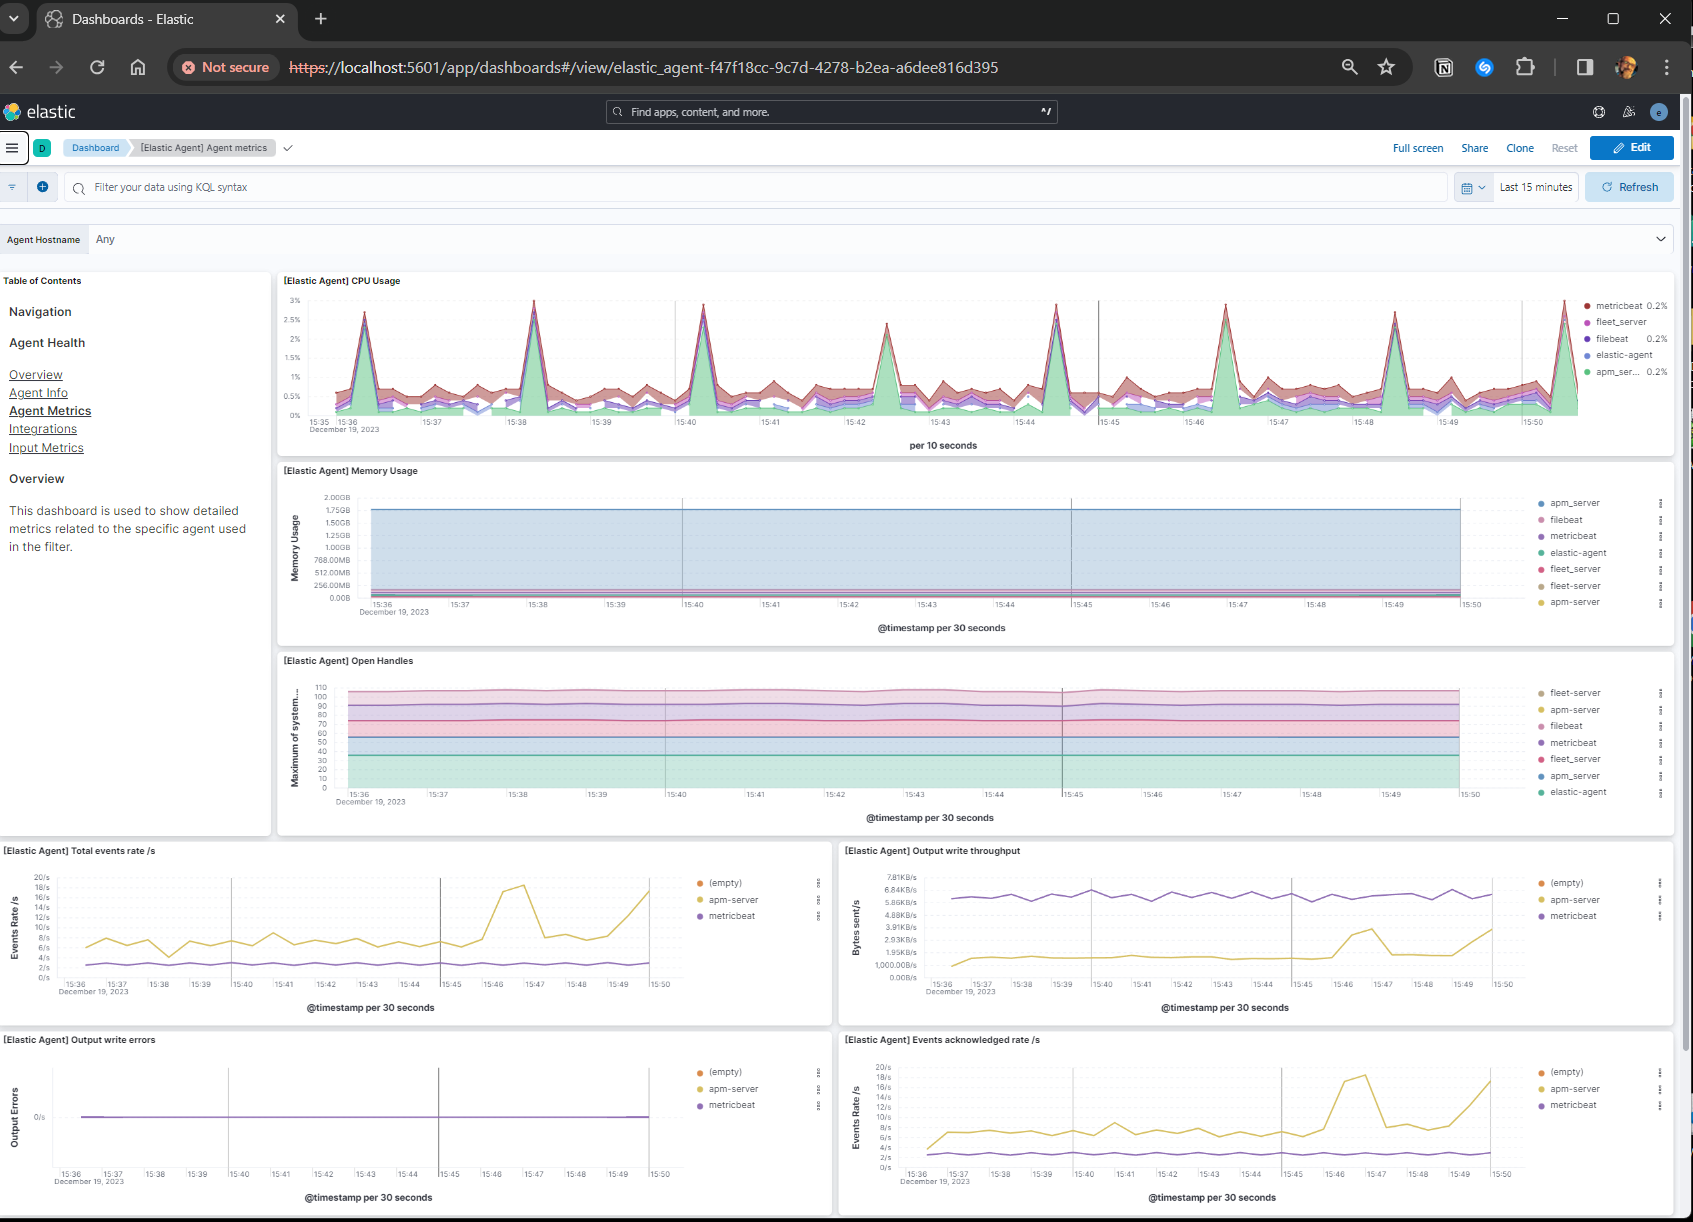 Dashboards - Elastic
Not secure
https://localhost:5601/app/dashboards#/view/elastic_agent-f47f18cc-9c7d-4278-b2ea-a6dee816d395
elastic
Find apps, content, and more.
^/
e
D
Dashboard
[Elastic Agent] Agent metrics
Full screen
Share
Clone
Reset
Edit
Filter your data using KQL syntax
Last 15 minutes
Refresh
Agent Hostname
Any
Table of Contents
Navigation
Agent Health
Overview
Agent Info
Agent Metrics
Integrations
Input Metrics
Overview
This dashboard is used to show detailed
metrics related to the specific agent used
in the filter.
[Elastic Agent] CPU Usage
3%
2.5%
2%
1.5%
1%
0.5%
0%
15:35 15:36 15:37 15:38 15:39 15:40 15:41 15:42 15:43 15:44 15:45 15:46 15:47 15:48 15:49 15:50
December 19, 2023
per 10 seconds
metricbeat 0.2%
fleet_server
filebeat 0.2%
elastic-agent
apm_ser... 0.2%
[Elastic Agent] Memory Usage
Memory Usage
2.00GB
1.75GB
1.50GB
1.25GB
1.00GB
768.00MB
512.00MB
256.00MB
0.00B
15:36 15:37 15:38 15:39 15:40 15:41 15:42 15:43 15:44 15:45 15:46 15:47 15:48 15:49 15:50
December 19, 2023
@timestamp per 30 seconds
apm_server
filebeat
metricbeat
elastic-agent
fleet_server
fleet-server
apm-server
[Elastic Agent] Open Handles
Maximum of system....
110
100
90
80
70
60
50
40
30
20
10
0
15:36 15:37 15:38 15:39 15:40 15:41 15:42 15:43 15:44 15:45 15:46 15:47 15:48 15:49 15:50
December 19, 2023
@timestamp per 30 seconds
fleet-server
apm-server
filebeat
metricbeat
fleet_server
apm_server
elastic-agent
[Elastic Agent] Total events rate /s
Events Rate /s
20/s
18/s
16/s
14/s
12/s
10/s
8/s
6/s
4/s
2/s
0/s
15:36 15:37 15:38 15:39 15:40 15:41 15:42 15:43 15:44 15:45 15:46 15:47 15:48 15:49 15:50
December 19, 2023
@timestamp per 30 seconds
(empty)
apm-server
metricbeat
[Elastic Agent] Output write throughput
Bytes sent/s
7.81KB/s
6.84KB/s
5.86KB/s
4.88KB/s
3.91KB/s
2.93KB/s
1.95KB/s
1,000.00B/s
0.00B/s
15:36 15:37 15:38 15:39 15:40 15:41 15:42 15:43 15:44 15:45 15:46 15:47 15:48 15:49 15:50
December 19, 2023
@timestamp per 30 seconds
(empty)
apm-server
metricbeat
[Elastic Agent] Output write errors
Output Errors
0/s
15:36 15:37 15:38 15:39 15:40 15:41 15:42 15:43 15:44 15:45 15:46 15:47 15:48 15:49 15:50
December 19, 2023
@timestamp per 30 seconds
(empty)
apm-server
metricbeat
[Elastic Agent] Events acknowledged rate /s
Events Rate /s
20/s
18/s
16/s
14/s
12/s
10/s
8/s
6/s
4/s
2/s
0/s
15:36 15:37 15:38 15:39 15:40 15:41 15:42 15:43 15:44 15:45 15:46 15:47 15:48 15:49 15:50
December 19, 2023
@timestamp per 30 seconds
(empty)
apm-server
metricbeat